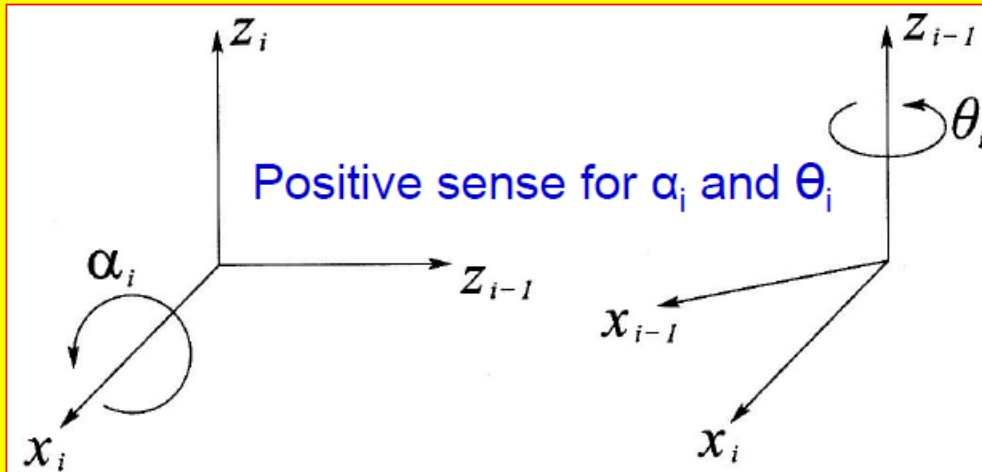 z_i
z_{i-1}
θ_i
Positive sense for α_i and θ_i
α_i
z_{i-1}
x_{i-1}
x_i
x_i